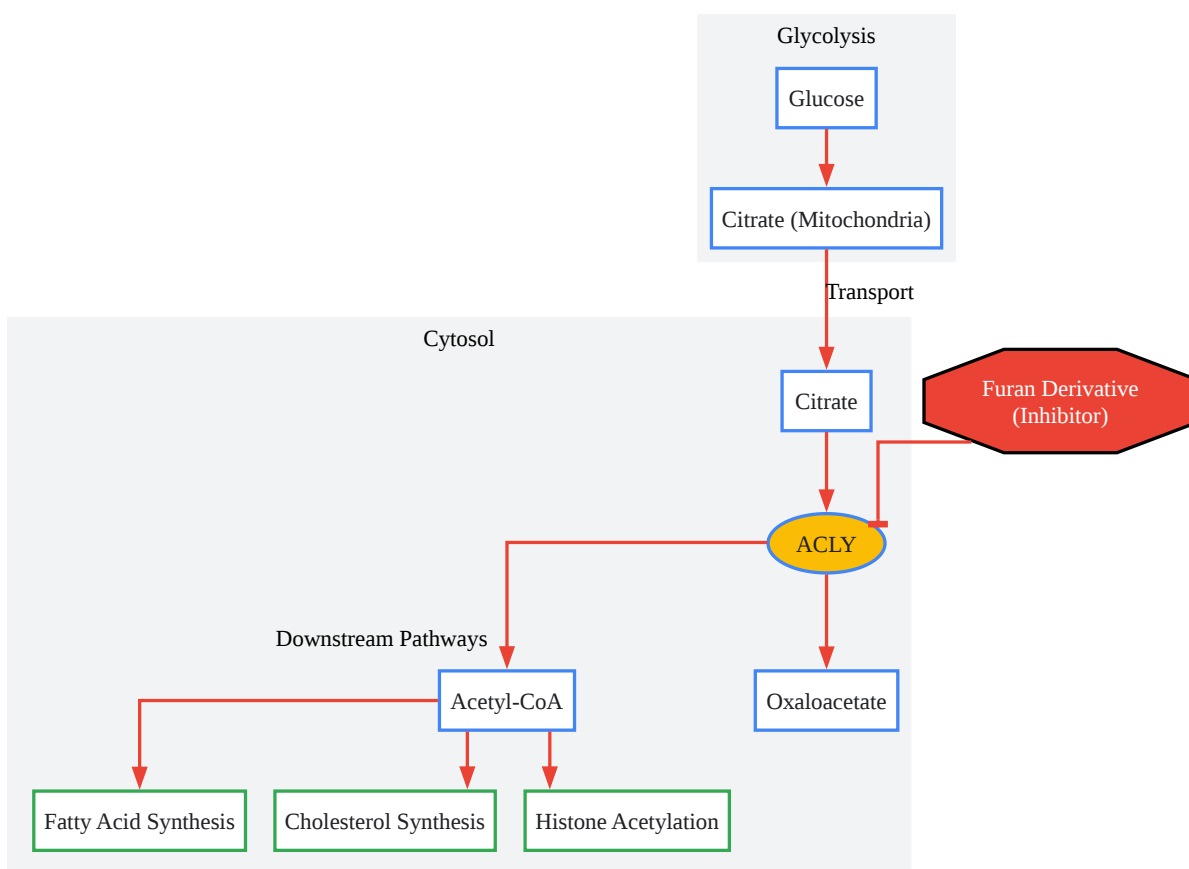 Glycolysis
Glucose
Citrate (Mitochondria)
Transport
Cytosol
Citrate
Furan Derivative
(Inhibitor)
ACLY
Downstream Pathways
Acetyl-CoA
Oxaloacetate
Fatty Acid Synthesis
Cholesterol Synthesis
Histone Acetylation